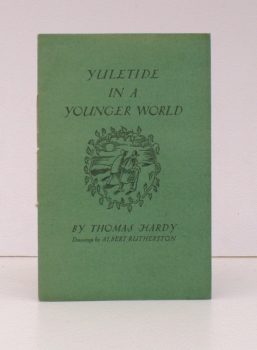 YULETIDE
IN A
YOUNGER WORLD
BY THOMAS HARDY
Drawings by ALBERT RUTHERSTON